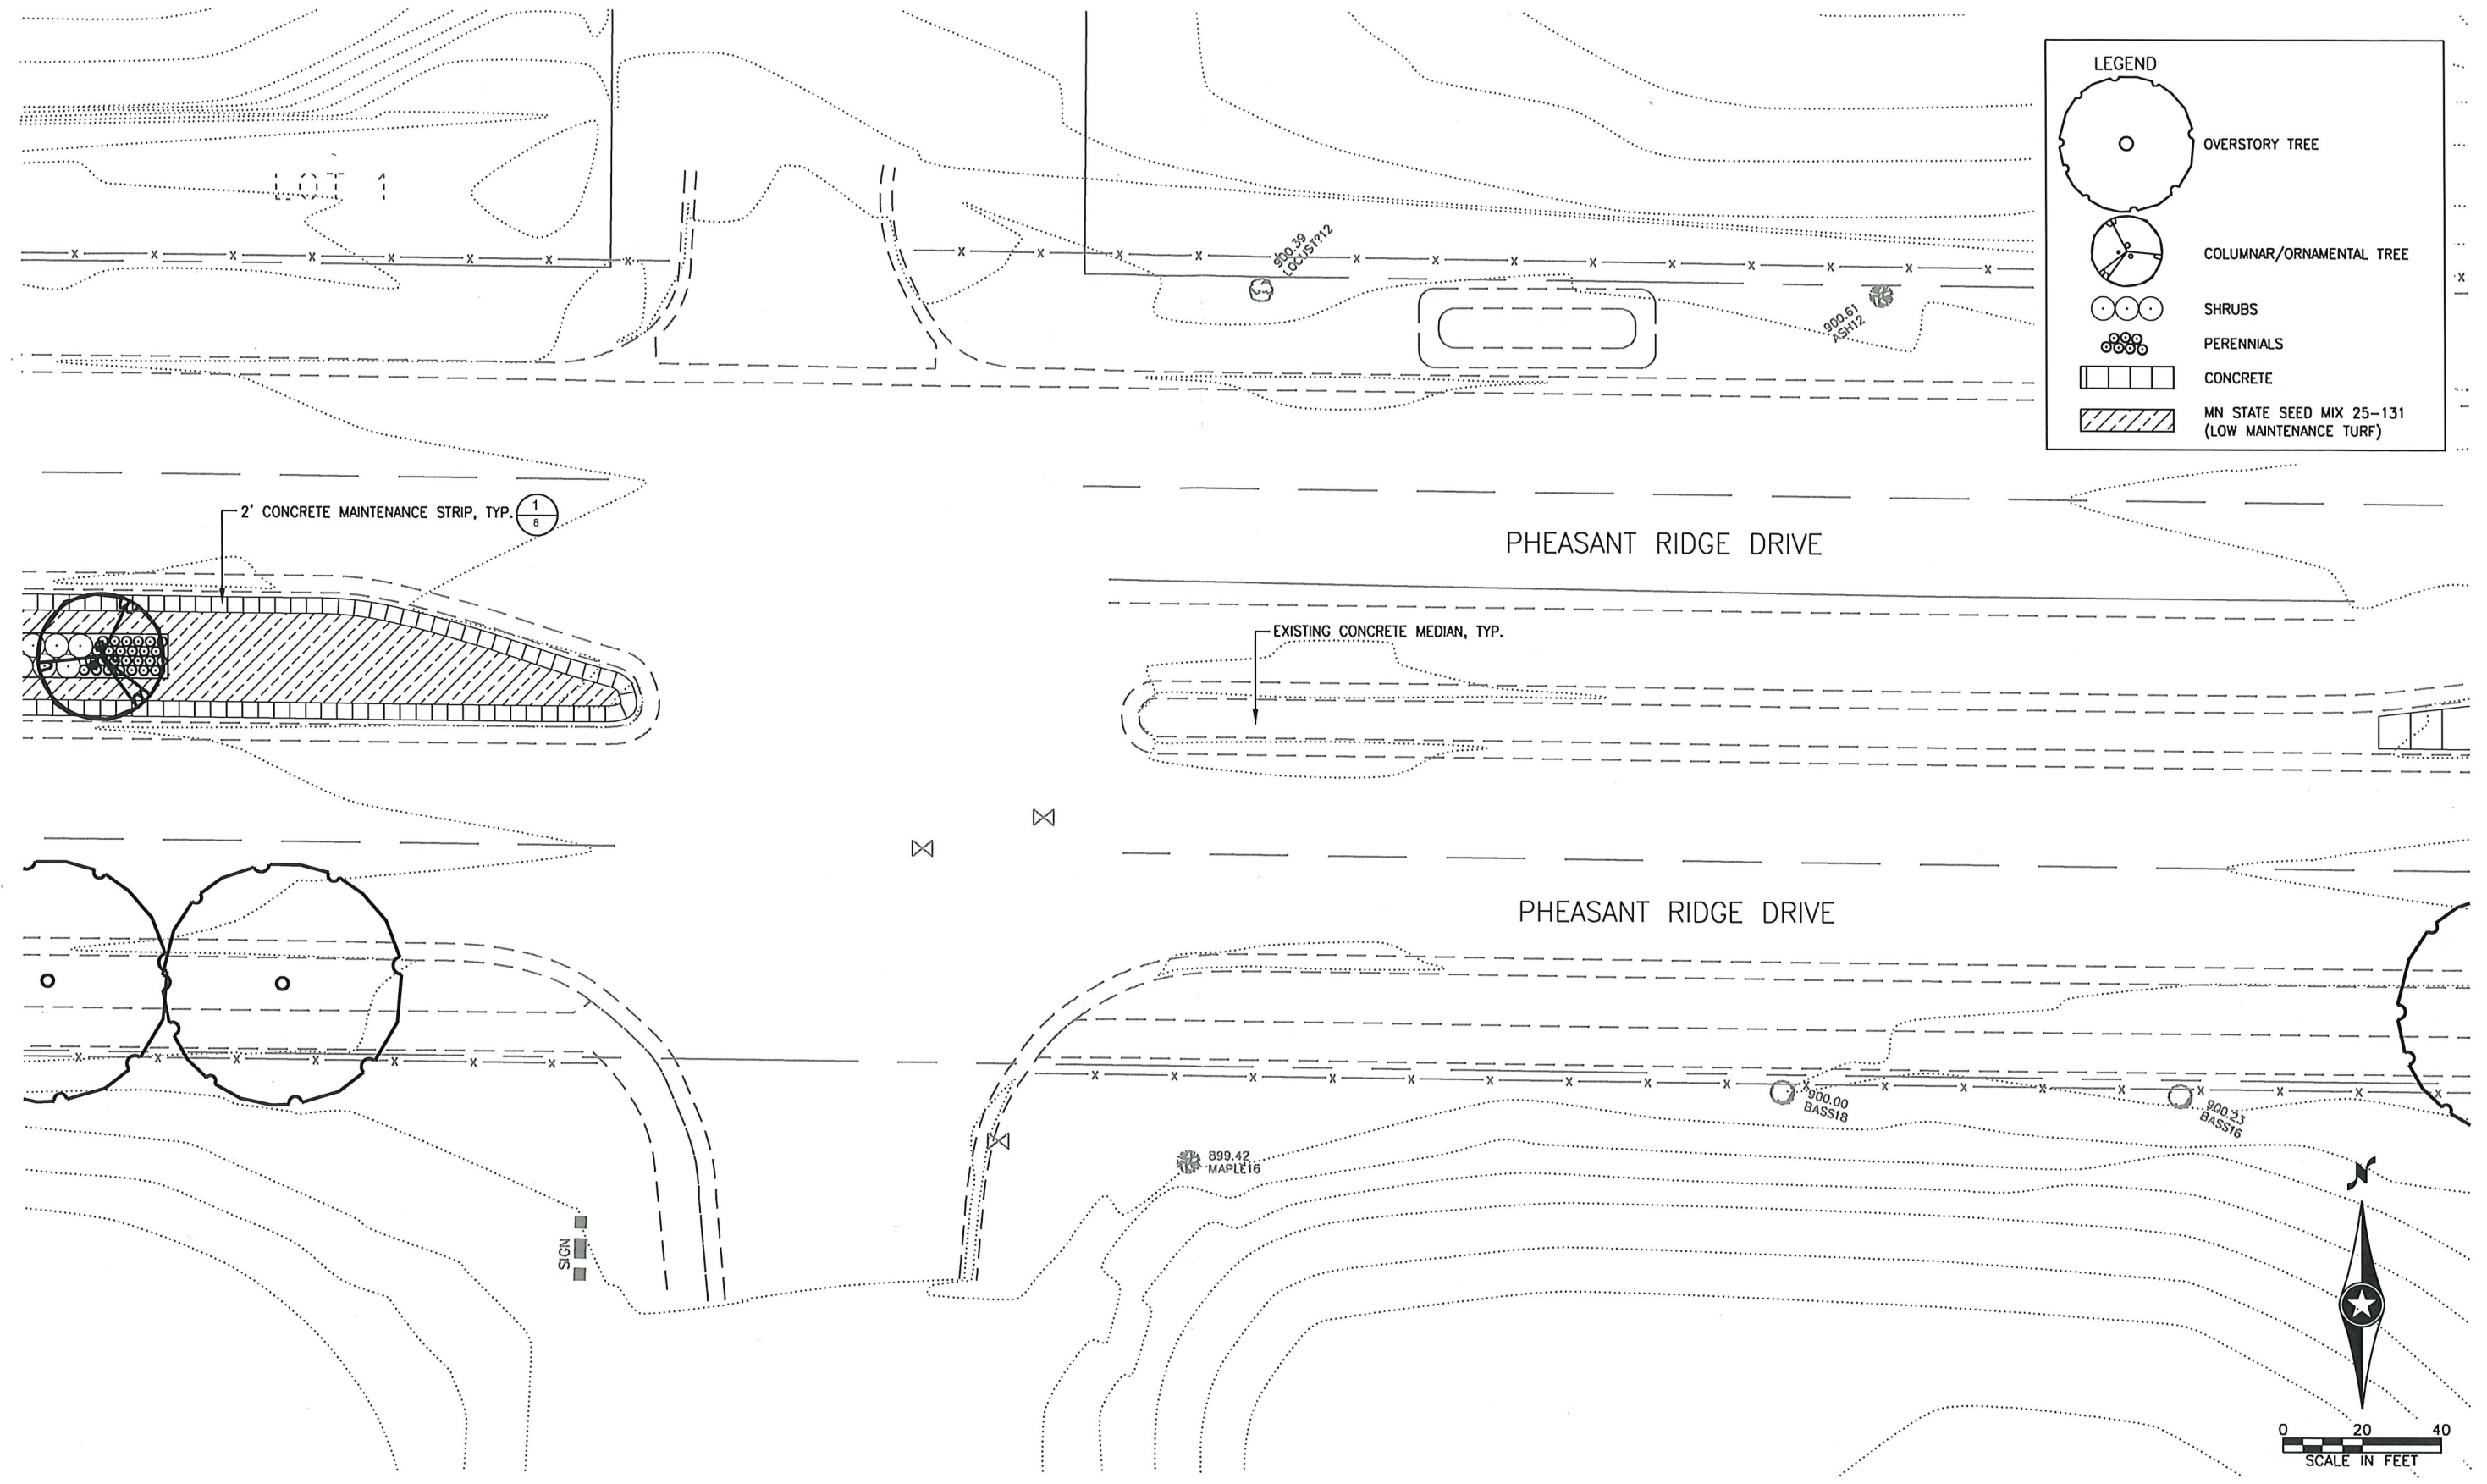 LEGEND
OVERSTORY TREE
COLUMNAR/ORNAMENTAL TREE
SHRUBS
PERENNIALS
CONCRETE
MN STATE SEED MIX 25-131
(LOW MAINTENANCE TURF)
LOT 1
900.39
LOCUST?12
900.61
ASH12
2' CONCRETE MAINTENANCE STRIP, TYP.
1
8
PHEASANT RIDGE DRIVE
EXISTING CONCRETE MEDIAN, TYP.
PHEASANT RIDGE DRIVE
900.00
BASS18
900.23
BASS16
899.42
MAPLE16
SIGN
N
0 20 40
SCALE IN FEET